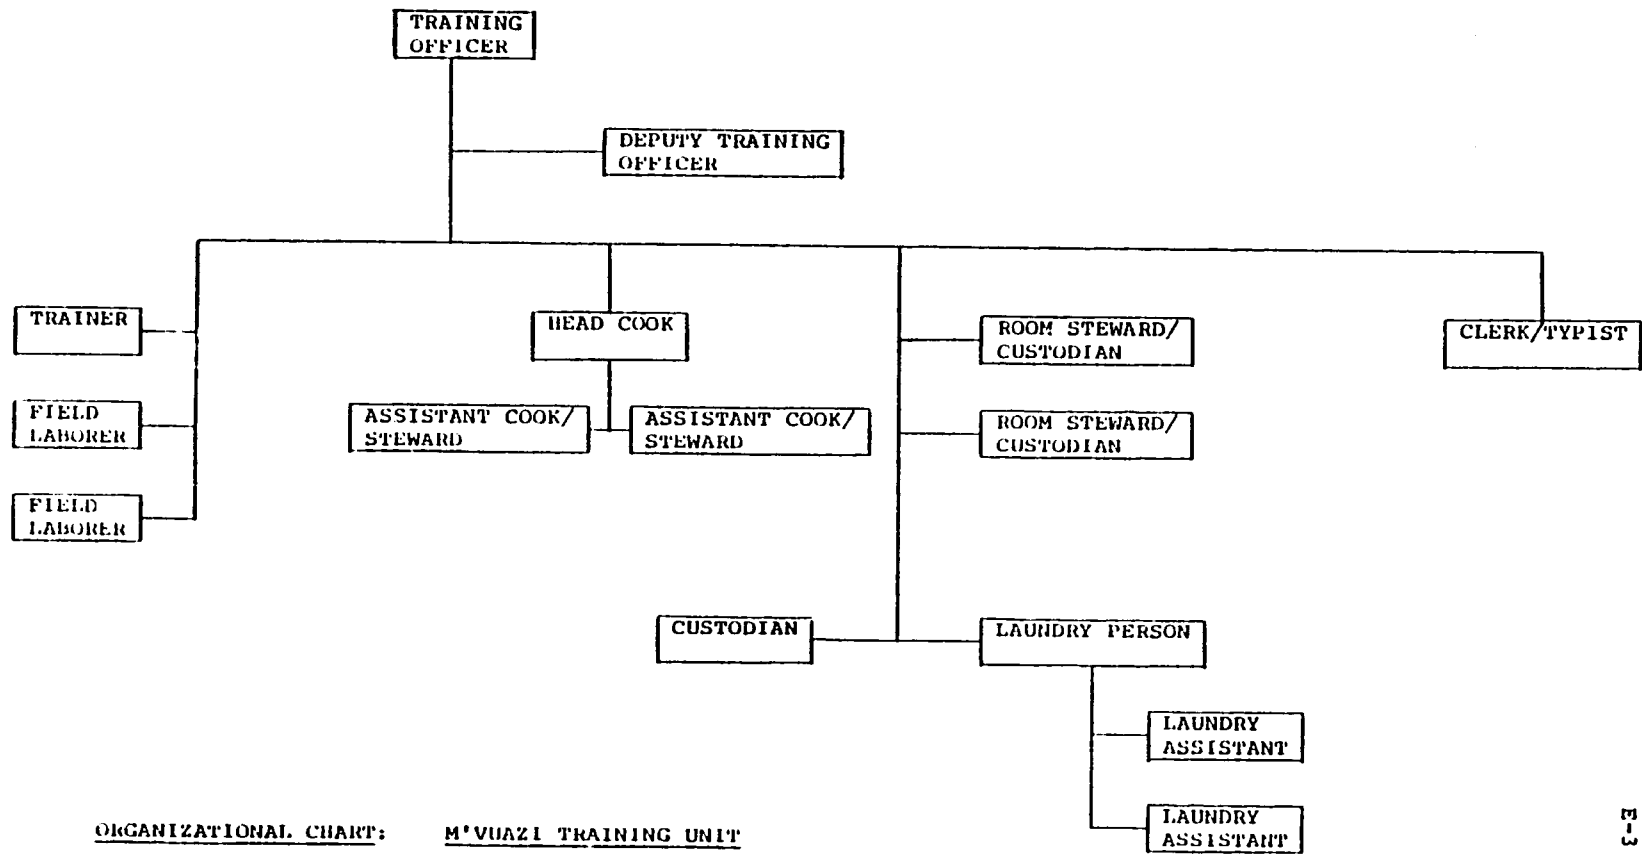 TRAINING
OFFICER
DEPUTY TRAINING
OFFICER
TRAINER
HEAD COOK
ROOM STEWARD/
CUSTODIAN
CLERK/TYPIST
FIELD
LABORER
ASSISTANT COOK/
STEWARD
ASSISTANT COOK/
STEWARD
ROOM STEWARD/
CUSTODIAN
FIELD
LABORER
CUSTODIAN
LAUNDRY PERSON
LAUNDRY
ASSISTANT
LAUNDRY
ASSISTANT
ORGANIZATIONAL CHART: M'VUAZI TRAINING UNIT
E-3